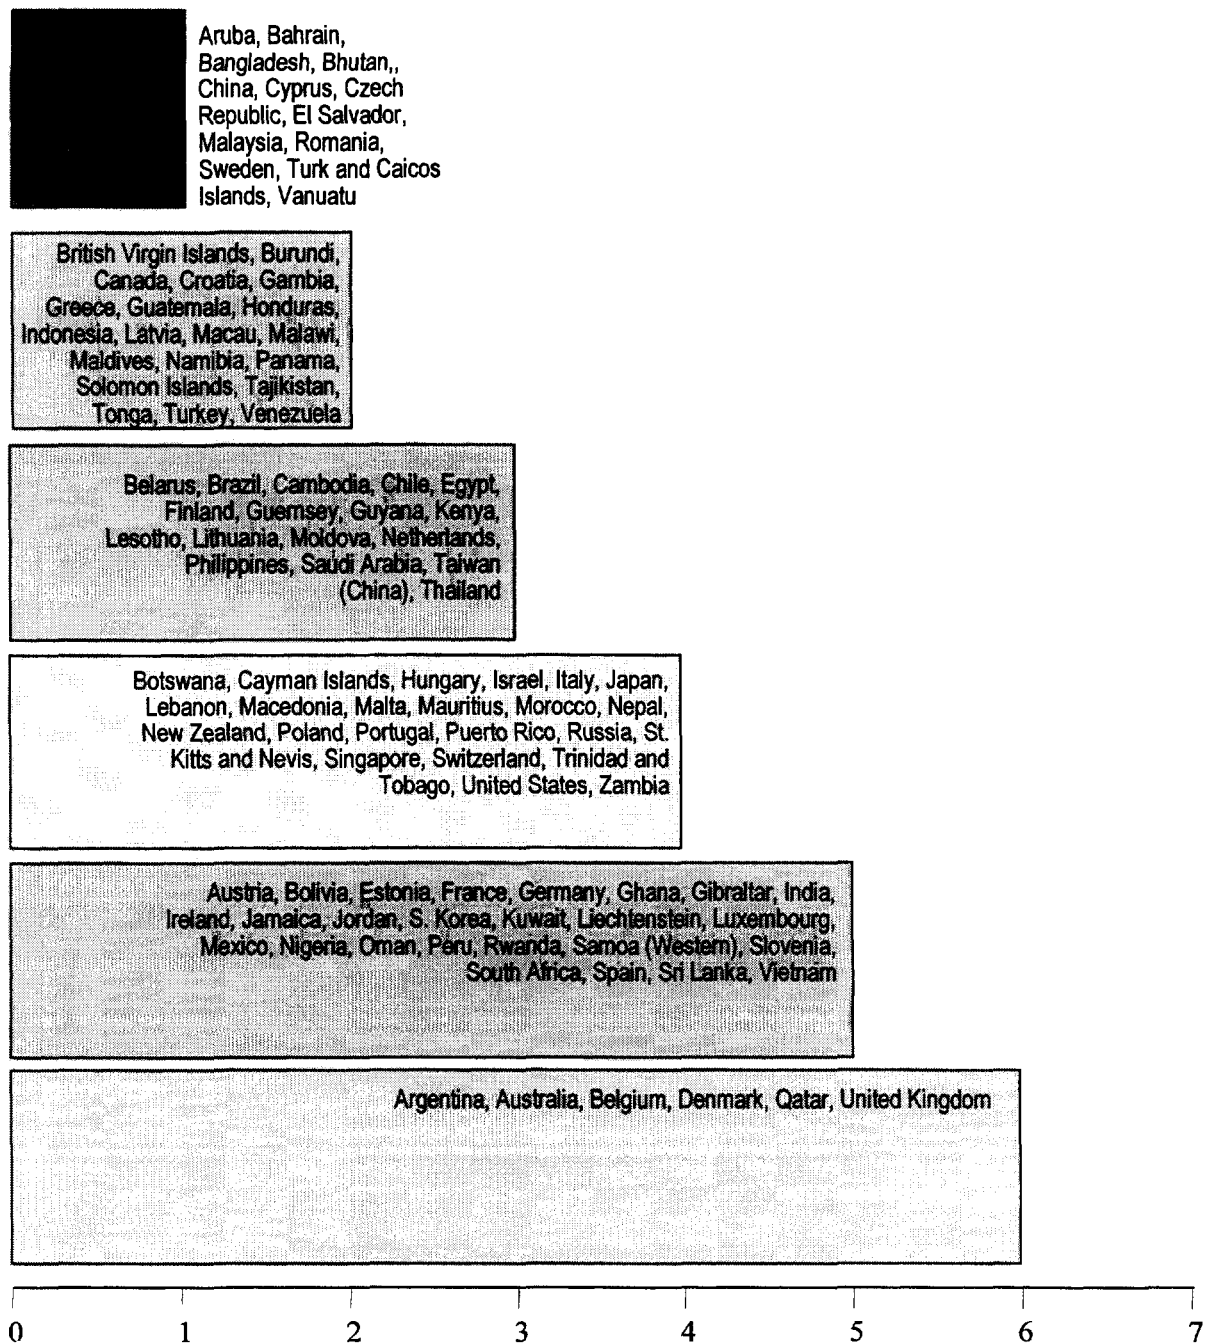 Aruba, Bahrain,
Bangladesh, Bhutan,,
China, Cyprus, Czech
Republic, El Salvador,
Malaysia, Romania,
Sweden, Turk and Caicos
Islands, Vanuatu
British Virgin Islands, Burundi,
Canada, Croatia, Gambia,
Greece, Guatemala, Honduras,
Indonesia, Latvia, Macau, Malawi,
Maldives, Namibia, Panama,
Solomon Islands, Tajikistan,
Tonga, Turkey, Venezuela
Belarus, Brazil, Cambodia, Chile, Egypt,
Finland, Guernsey, Guyana, Kenya,
Lesotho, Lithuania, Moldova, Netherlands,
Philippines, Saudi Arabia, Taiwan
(China), Thailand
Botswana, Cayman Islands, Hungary, Israel, Italy, Japan,
Lebanon, Macedonia, Malta, Mauritius, Morocco, Nepal,
New Zealand, Poland, Portugal, Puerto Rico, Russia, St.
Kitts and Nevis, Singapore, Switzerland, Trinidad and
Tobago, United States, Zambia
Austria, Bolivia, Estonia, France, Germany, Ghana, Gibraltar, India,
Ireland, Jamaica, Jordan, S. Korea, Kuwait, Liechtenstein, Luxembourg,
Mexico, Nigeria, Oman, Peru, Rwanda, Samoa (Western), Slovenia,
South Africa, Spain, Sri Lanka, Vietnam
Argentina, Australia, Belgium, Denmark, Qatar, United Kingdom
0 1 2 3 4 5 6 7